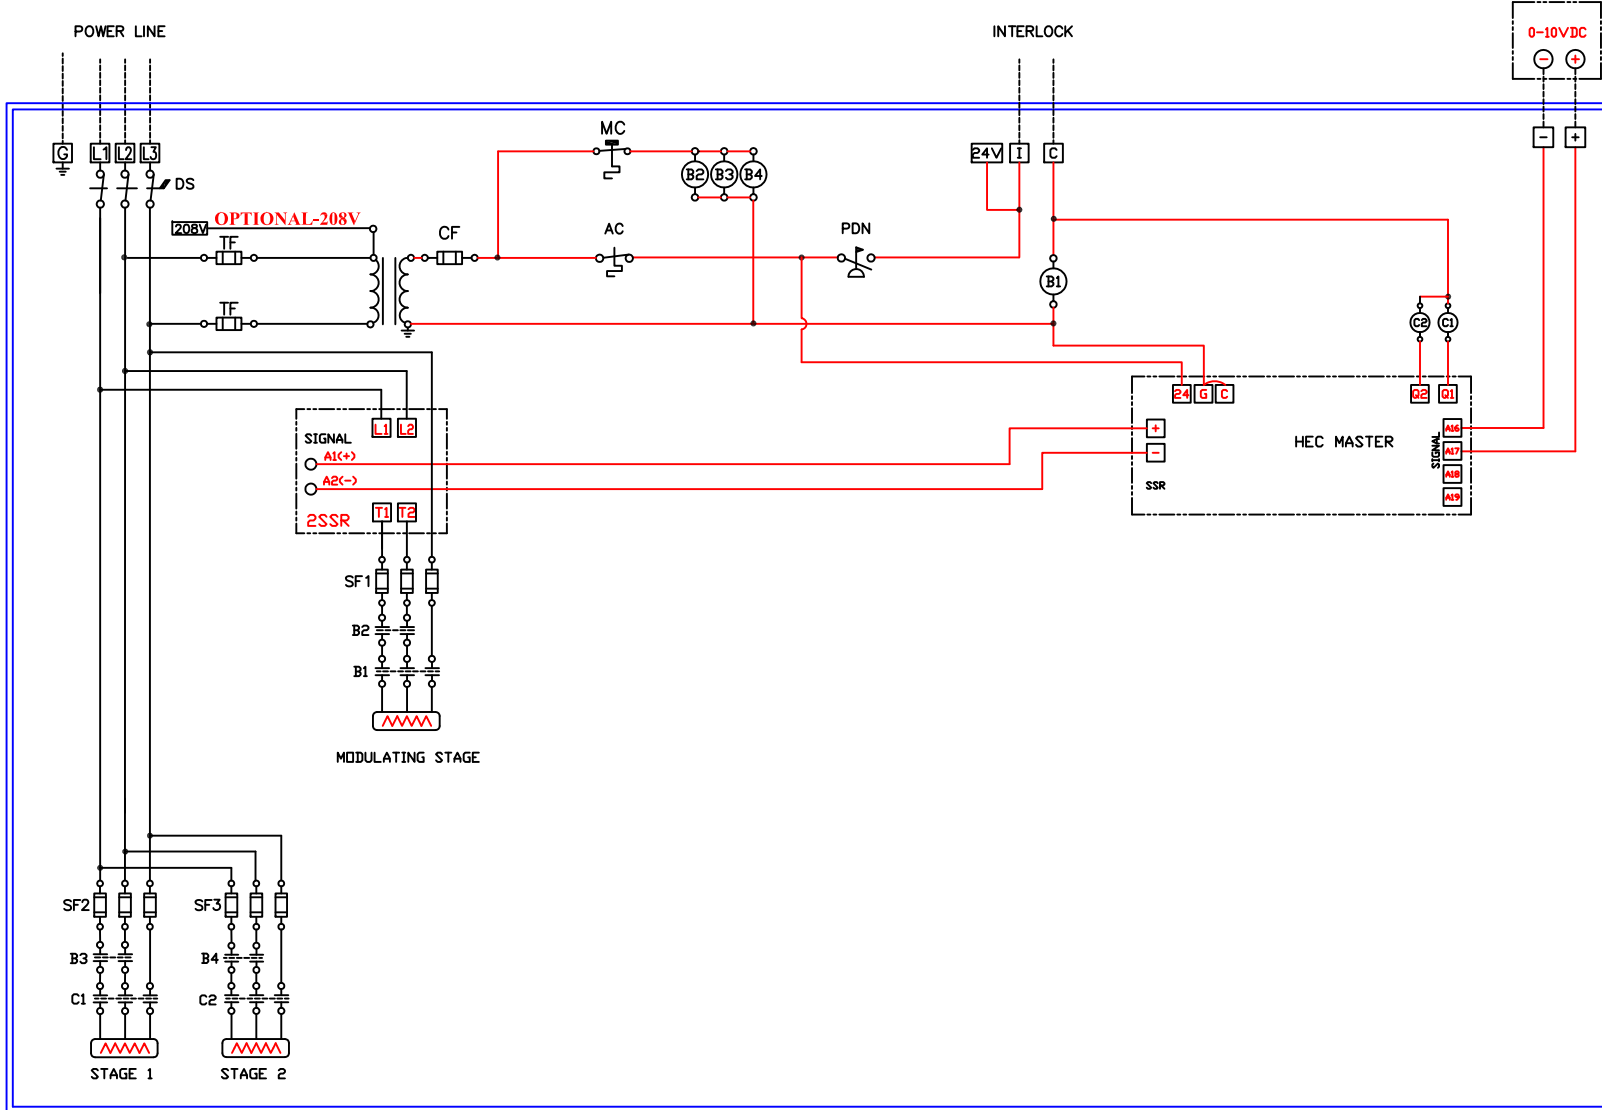 POWER LINE
INTERLOCK
0-10VDC
- +
G L1 L2 L3
DS
MC
24V I C
- +
B2 B3 B4
OPTIONAL-208V
208V
TF
CF
AC
PDN
B1
TF
C2 C1
24 G C
Q2 Q1
L1 L2
SIGNAL
A1(+)
A2(-)
T1 T2
2SSR
+
-
SSR
HEC MASTER
SIGNAL
A16
A17
A18
A19
SF1
B2
B1
MODULATING STAGE
SF2
SF3
B3
B4
C1
C2
STAGE 1
STAGE 2